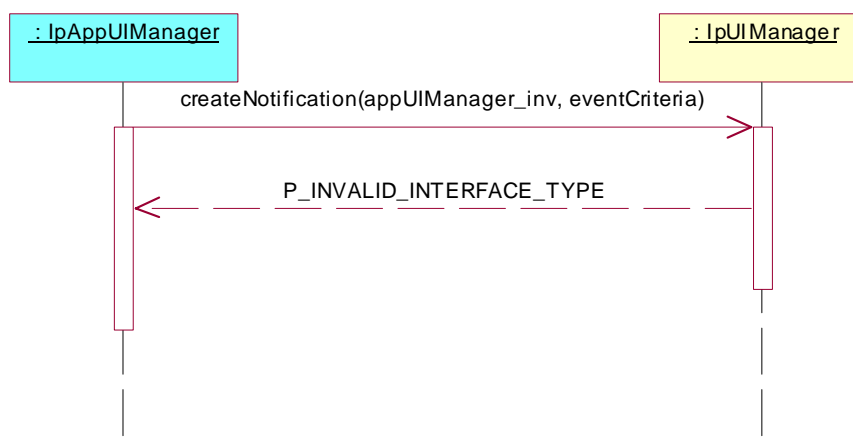 : IpAppUIManager
: IpUIManager
createNotification(appUIManager_inv, eventCriteria)
P_INVALID_INTERFACE_TYPE